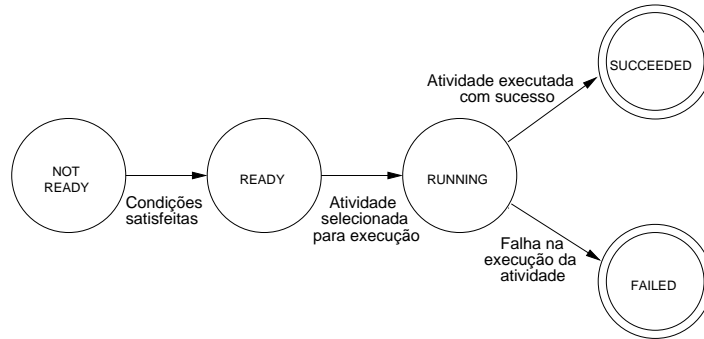 SUCCEEDED
Atividade executada
com sucesso
NOT
READY
READY
RUNNING
Condições
satisfeitas
Atividade
selecionada
para execução
Falha na
execução da
atividade
FAILED